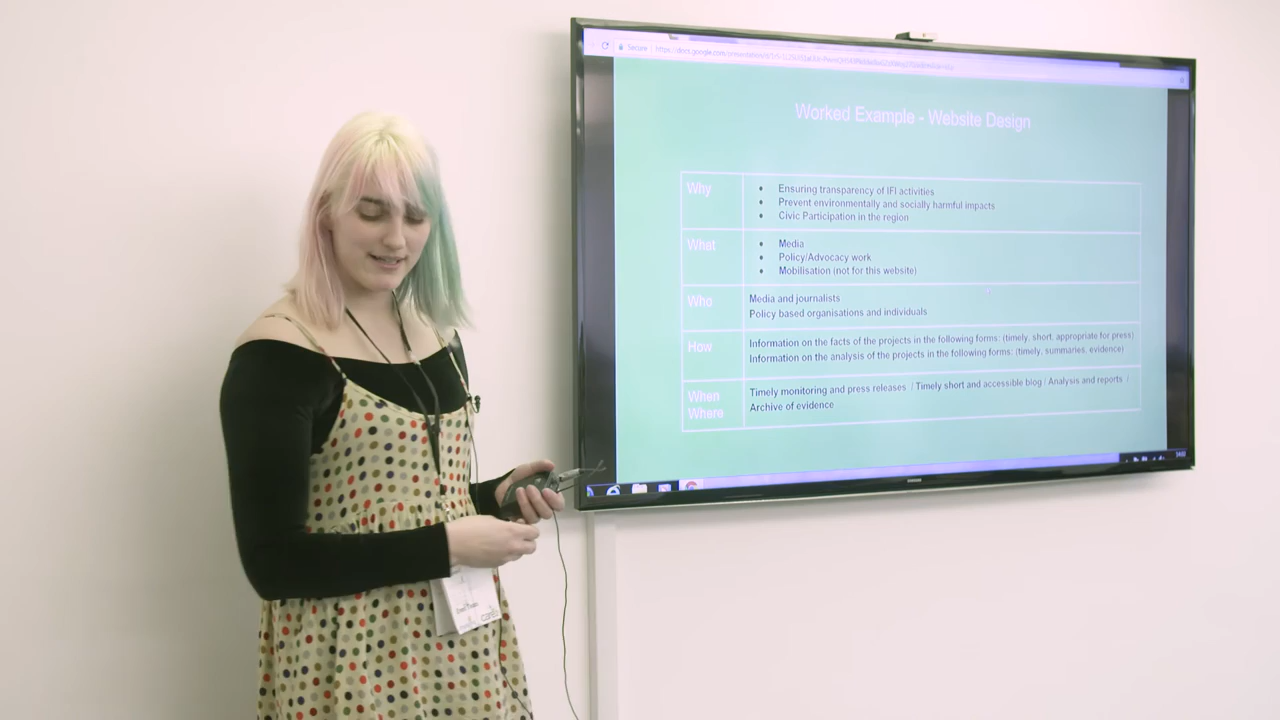 Secure
Worked Example - Website Design
Why
Ensuring transparency of IFI activities
Prevent environmentally and socially harmful impacts
Civic Participation in the region
What
Media
Policy/Advocacy work
Mobilisation (not for this website)
Who
Media and journalists
Policy based organisations and individuals
How
Information on the facts of the projects in the following forms: (timely, short, appropriate for press)
Information on the analysis of the projects in the following forms: (timely, summaries, evidence)
When
Where
Timely monitoring and press releases / Timely short and accessible blog / Analysis and reports /
Archive of evidence
SAMSUNG